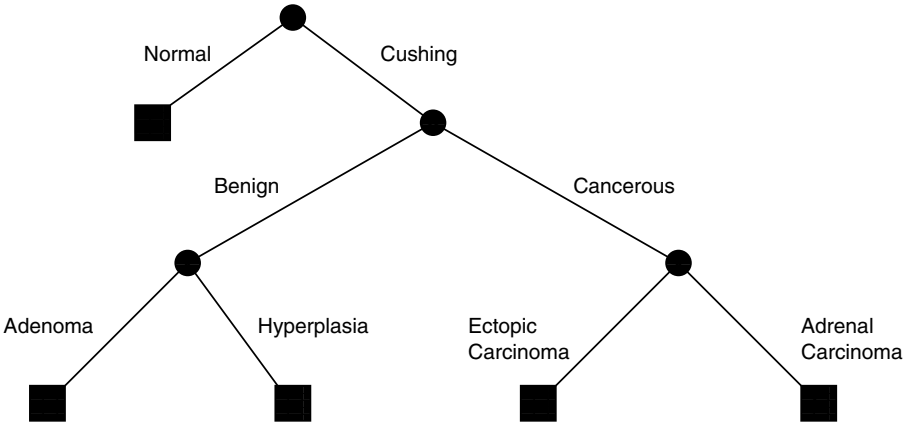 Normal
Cushing
Benign
Cancerous
Adenoma
Hyperplasia
Ectopic
Carcinoma
Adrenal
Carcinoma